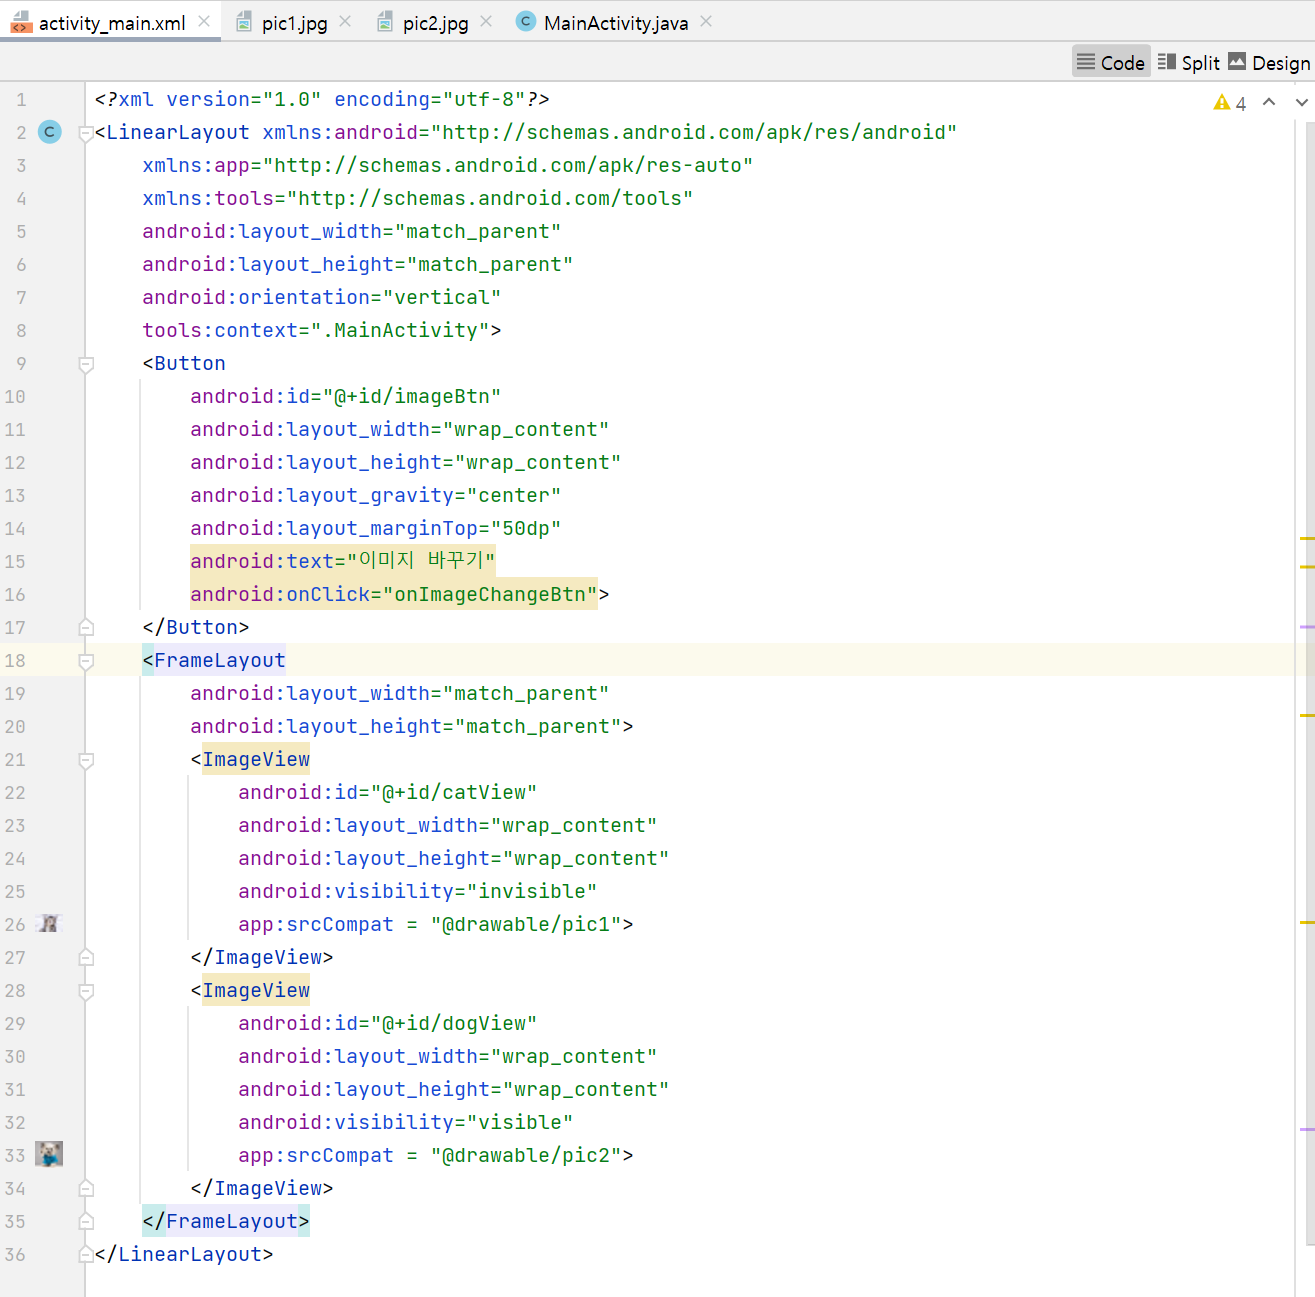 activity_main.xml pic1.jpg pic2.jpg C MainActivity.java
Code Split Design
4
1 <?xml version="1.0" encoding="utf-8"?>
2 C <LinearLayout xmlns:android="http://schemas.android.com/apk/res/android"
3 xmlns:app="http://schemas.android.com/apk/res-auto"
4 xmlns:tools="http://schemas.android.com/tools"
5 android:layout_width="match_parent"
6 android:layout_height="match_parent"
7 android:orientation="vertical"
8 tools:context=".MainActivity">
9 <Button
10 android:id="@+id/imageBtn"
11 android:layout_width="wrap_content"
12 android:layout_height="wrap_content"
13 android:layout_gravity="center"
14 android:layout_marginTop="50dp"
15 android:text="이미지 바꾸기"
16 android:onClick="onImageChangeBtn">
17 </Button>
18 <FrameLayout
19 android:layout_width="match_parent"
20 android:layout_height="match_parent">
21 <ImageView
22 android:id="@+id/catView"
23 android:layout_width="wrap_content"
24 android:layout_height="wrap_content"
25 android:visibility="invisible"
26 app:srcCompat = "@drawable/pic1">
27 </ImageView>
28 <ImageView
29 android:id="@+id/dogView"
30 android:layout_width="wrap_content"
31 android:layout_height="wrap_content"
32 android:visibility="visible"
33 app:srcCompat = "@drawable/pic2">
34 </ImageView>
35 </FrameLayout>
36 </LinearLayout>